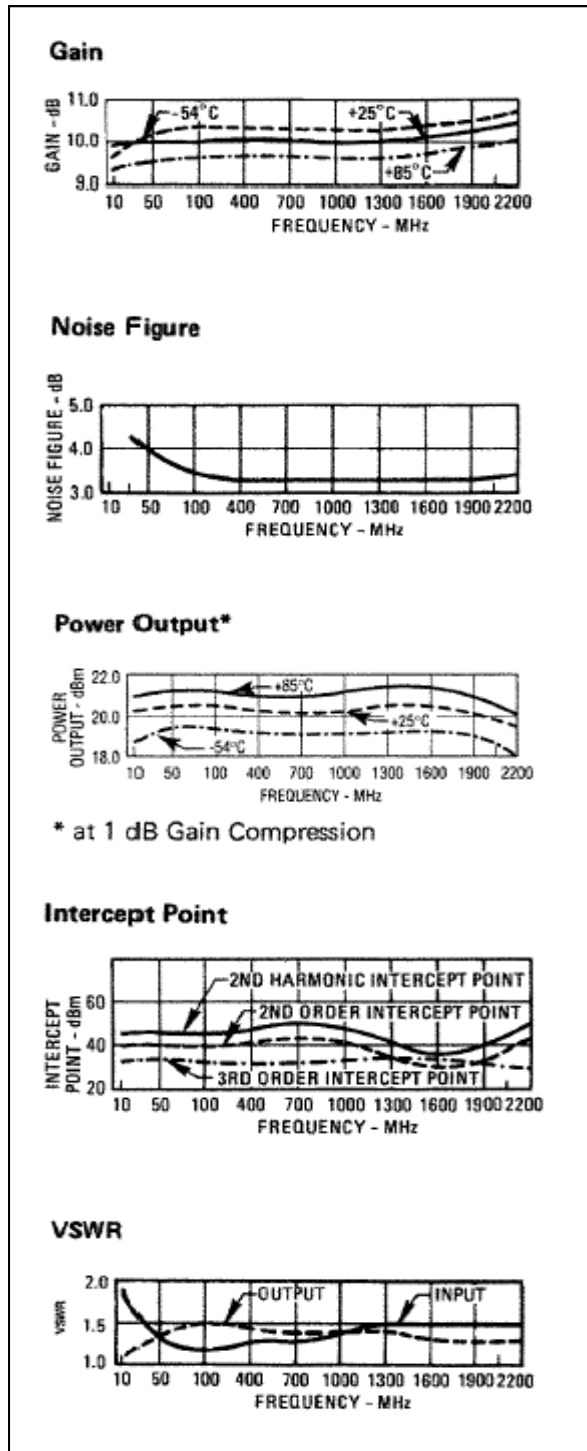 Gain
GAIN - dB
11.0
10.0
9.0
-54°C
+25°C
+85°C
10 50 100 400 700 1000 1300 1600 1900 2200
FREQUENCY - MHz
Noise Figure
NOISE FIGURE - dB
5.0
4.0
3.0
10 50 100 400 700 1000 1300 1600 1900 2200
FREQUENCY - MHz
Power Output*
POWER
OUTPUT - dBm
22.0
20.0
18.0
+85°C
+25°C
-54°C
10 50 100 400 700 1000 1300 1600 1900 2200
FREQUENCY - MHz
* at 1 dB Gain Compression
Intercept Point
INTERCEPT
POINT - dBm
60
40
20
2ND HARMONIC INTERCEPT POINT
2ND ORDER INTERCEPT POINT
3RD ORDER INTERCEPT POINT
10 50 100 400 700 1000 1300 1600 1900 2200
FREQUENCY - MHz
VSWR
VSWR
2.0
1.5
1.0
OUTPUT
INPUT
10 50 100 400 700 1000 1300 1600 1900 2200
FREQUENCY - MHz